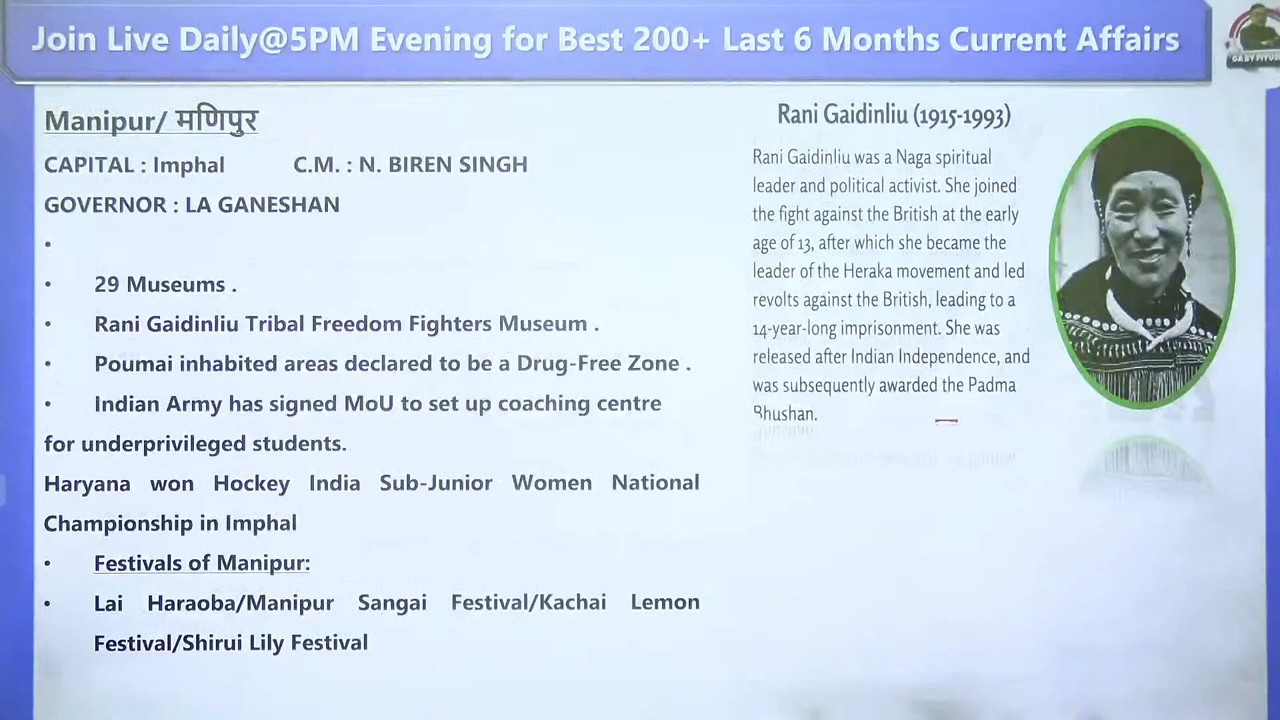 Join Live Daily@5PM Evening for Best 200+ Last 6 Months Current Affairs
Manipur/ मणिपुर
CAPITAL : Imphal C.M. : N. BIREN SINGH
GOVERNOR : LA GANESHAN
•
• 29 Museums .
• Rani Gaidinliu Tribal Freedom Fighters Museum .
• Poumai inhabited areas declared to be a Drug-Free Zone .
• Indian Army has signed MoU to set up coaching centre
for underprivileged students.
Haryana won Hockey India Sub-Junior Women National
Championship in Imphal
• Festivals of Manipur:
• Lai Haraoba/Manipur Sangai Festival/Kachai Lemon
Festival/Shirui Lily Festival
Rani Gaidinliu (1915-1993)
Rani Gaidinliu was a Naga spiritual
leader and political activist. She joined
the fight against the British at the early
age of 13, after which she became the
leader of the Heraka movement and led
revolts against the British, leading to a
14-year-long imprisonment. She was
released after Indian Independence, and
was subsequently awarded the Padma
Bhushan.